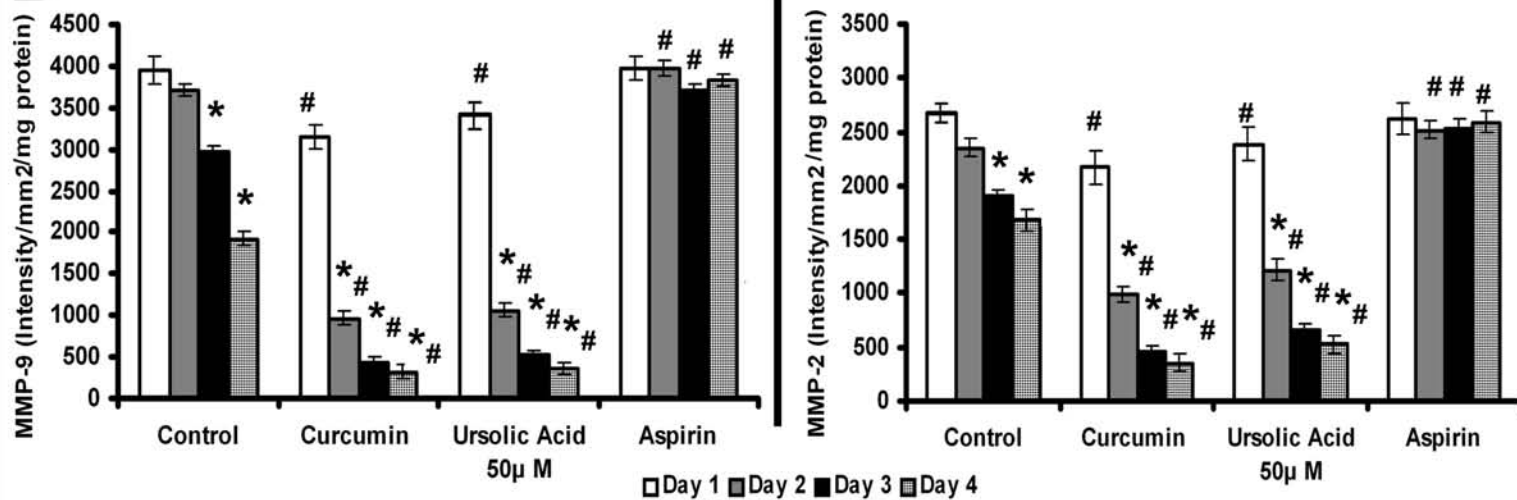 MMP-9 (Intensity/mm2/mg protein)
4500
4000
3500
3000
2500
2000
1500
1000
500
0
# # # # #
*
*
* # * # * #
* # * # * #
Control Curcumin Ursolic Acid Aspirin
50µ M
MMP-2 (Intensity/mm2/mg protein)
3500
3000
2500
2000
1500
1000
500
0
# # # # #
* *
* # * # * #
* # * # * #
Control Curcumin Ursolic Acid Aspirin
50µ M
Day 1 Day 2 Day 3 Day 4